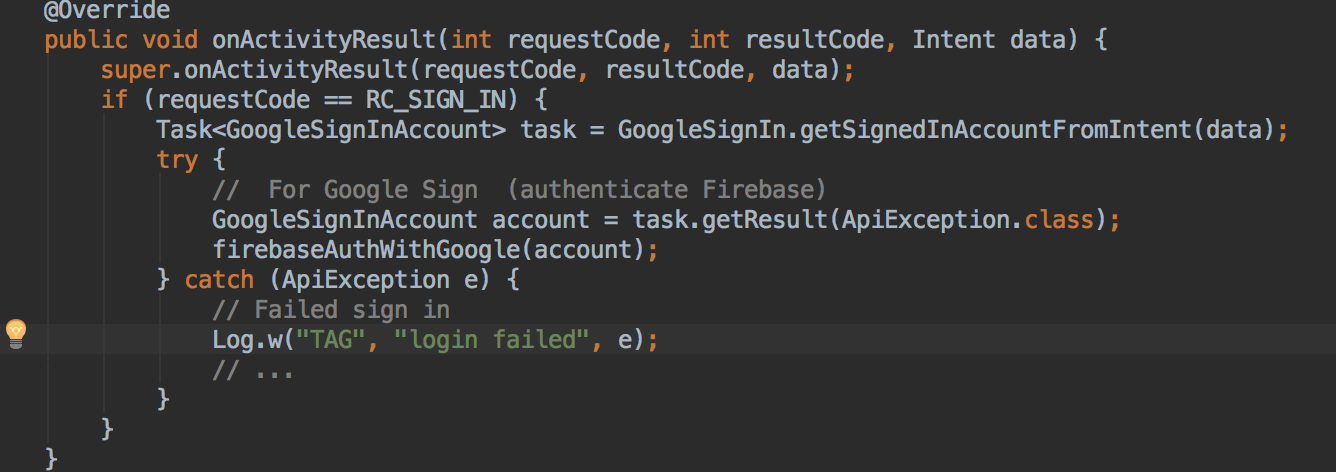 @Override
public void onActivityResult(int requestCode, int resultCode, Intent data) {
super.onActivityResult(requestCode, resultCode, data);
if (requestCode == RC_SIGN_IN) {
Task<GoogleSignInAccount> task = GoogleSignIn.getSignedInAccountFromIntent(data);
try {
//  For Google Sign  (authenticate Firebase)
GoogleSignInAccount account = task.getResult(ApiException.class);
firebaseAuthWithGoogle(account);
} catch (ApiException e) {
// Failed sign in
Log.w("TAG", "login failed", e);
// ...
}
}
}